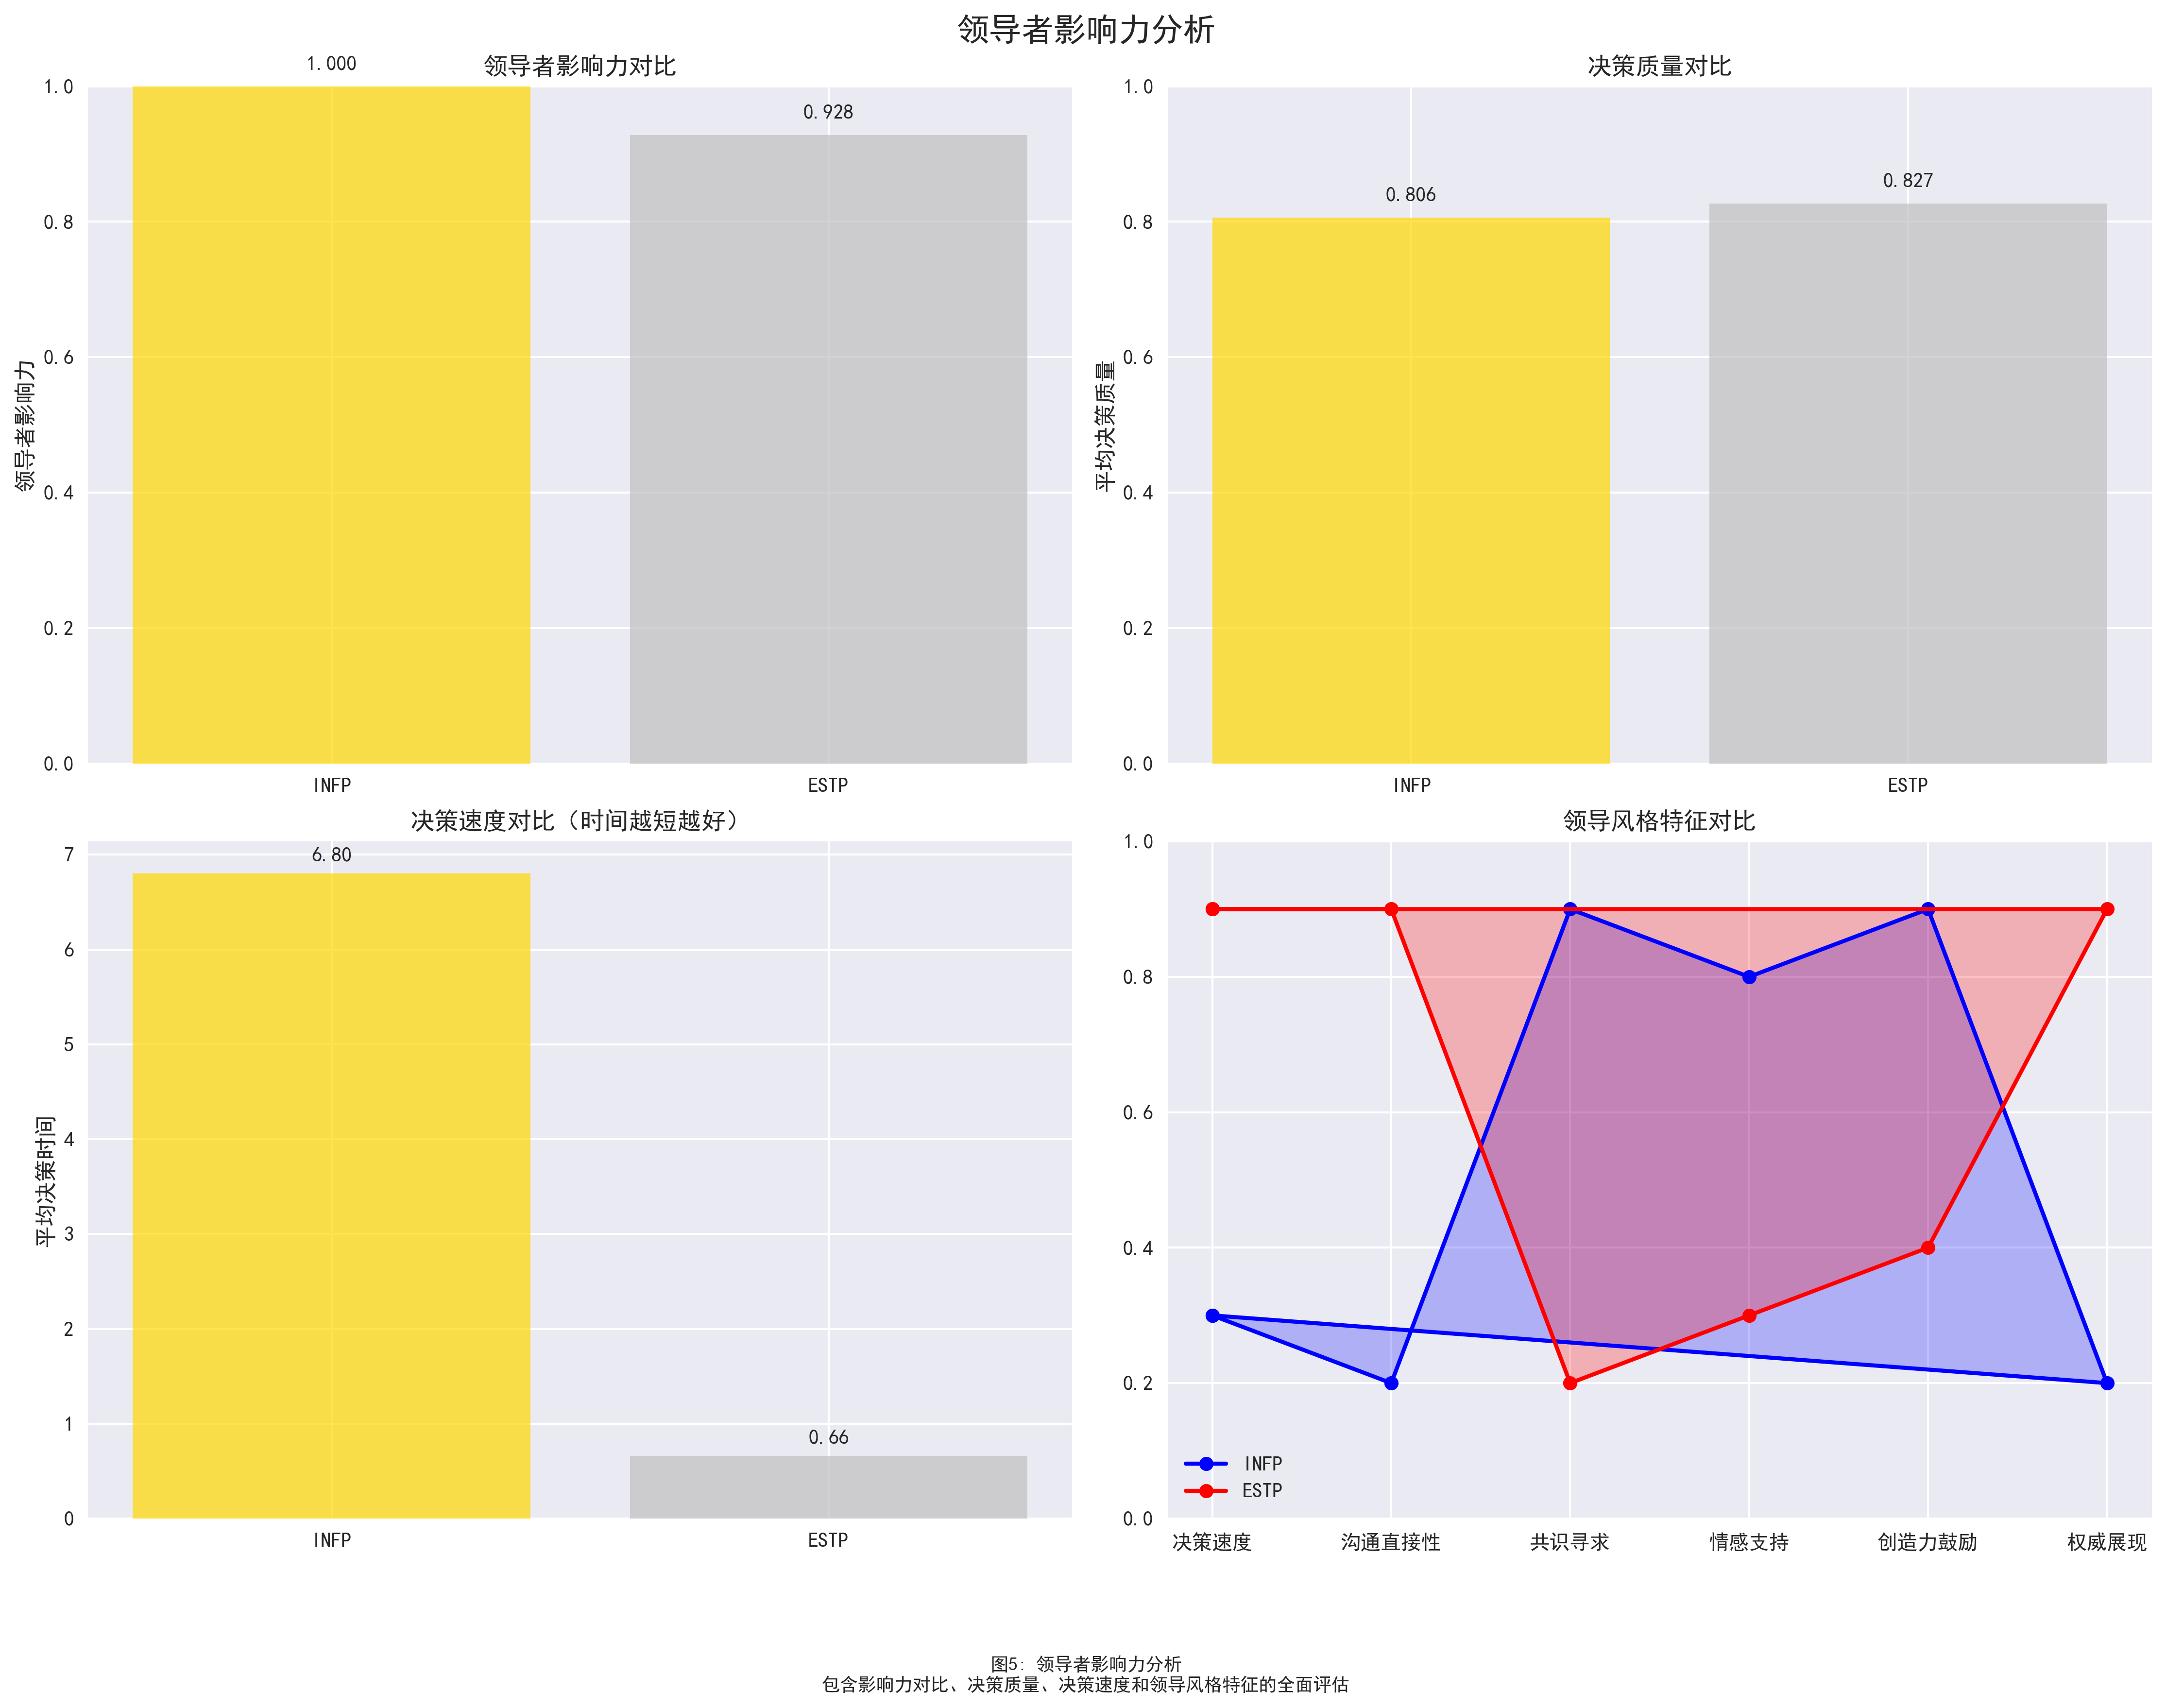 领导者影响力分析
领导者影响力对比
1.000
0.928
1.0
0.8
0.6
0.4
0.2
0.0
领导者影响力
INFP
ESTP
决策质量对比
0.806
0.827
1.0
0.8
0.6
0.4
0.2
0.0
平均决策质量
INFP
ESTP
决策速度对比（时间越短越好）
6.80
0.66
7
6
5
4
3
2
1
0
平均决策时间
INFP
ESTP
领导风格特征对比
1.0
0.8
0.6
0.4
0.2
0.0
INFP
ESTP
决策速度
沟通直接性
共识寻求
情感支持
创造力鼓励
权威展现
图5: 领导者影响力分析
包含影响力对比、决策质量、决策速度和领导风格特征的全面评估